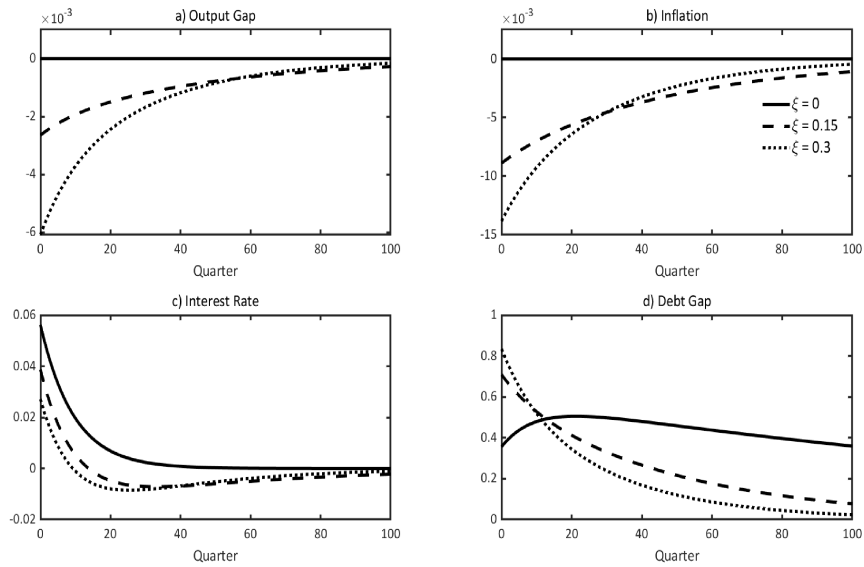 a) Output Gap
×10⁻³
0
-2
-4
-6
0 20 40 60 80 100
Quarter
b) Inflation
×10⁻³
0
-5
-10
-15
0 20 40 60 80 100
Quarter
ξ = 0
ξ = 0.15
ξ = 0.3
c) Interest Rate
0.06
0.04
0.02
0
-0.02
0 20 40 60 80 100
Quarter
d) Debt Gap
1
0.8
0.6
0.4
0.2
0
0 20 40 60 80 100
Quarter